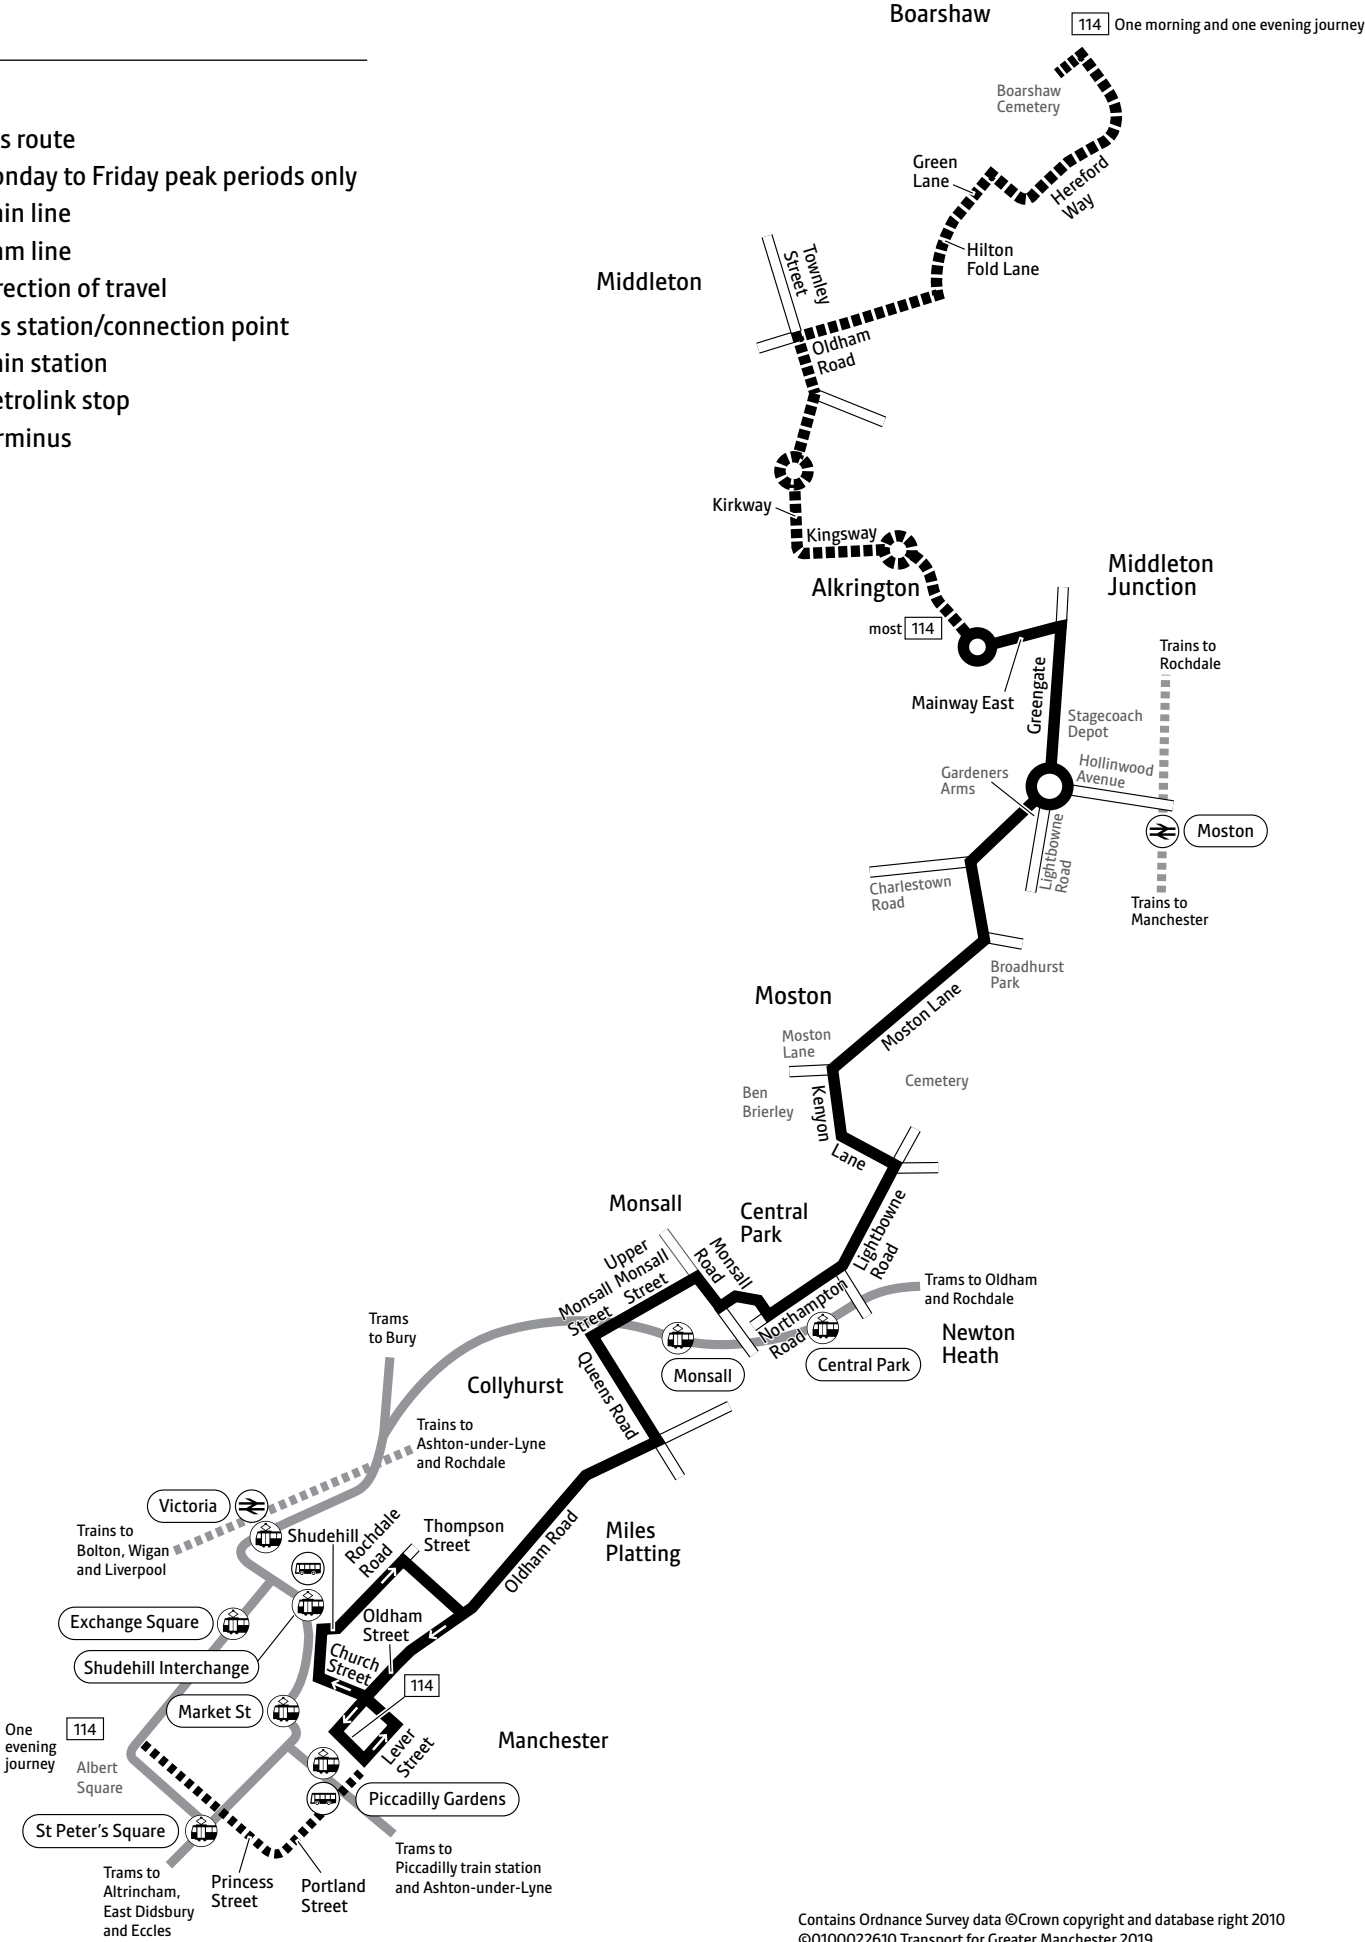 Boarshaw
114 One morning and one evening journey
Boarshaw
Cemetery
s route
onday to Friday peak periods only
in line
m line
rection of travel
s station/connection point
in station
etrolink stop
rminus
Green
Lane
Hereford
Way
Hilton
Fold Lane
Townley
Street
Middleton
Oldham
Road
Kirkway
Kingsway
Alkrington
Middleton
Junction
most 114
Trains to
Rochdale
Mainway East
Greengate
Stagecoach
Depot
Gardeners
Arms
Hollinwood
Avenue
Moston
Lightbowne
Road
Charlestown
Road
Trains to
Manchester
Broadhurst
Park
Moston
Moston Lane
Moston
Lane
Cemetery
Ben
Brierley
Kenyon
Lane
Monsall
Central
Park
Lightbowne
Road
Upper
Monsall
Street
Monsall
Road
Monsall
Street
Northampton
Road
Trams to Oldham
and Rochdale
Newton
Heath
Trams
to Bury
Monsall
Central Park
Collyhurst
Queens Road
Trains to
Ashton-under-Lyne
and Rochdale
Victoria
Trains to
Bolton, Wigan
and Liverpool
Shudehill
Rochdale
Road
Thompson
Street
Oldham Road
Miles
Platting
Exchange Square
Oldham
Street
Church
Street
Shudehill Interchange
114
Market St
One
evening
journey
114
Albert
Square
Lever
Street
Manchester
Piccadilly Gardens
St Peter's Square
Trams to
Altrincham,
East Didsbury
and Eccles
Princess
Street
Portland
Street
Trams to
Piccadilly train station
and Ashton-under-Lyne
Contains Ordnance Survey data ©Crown copyright and database right 2010
©0100022610 Transport for Greater Manchester 2019